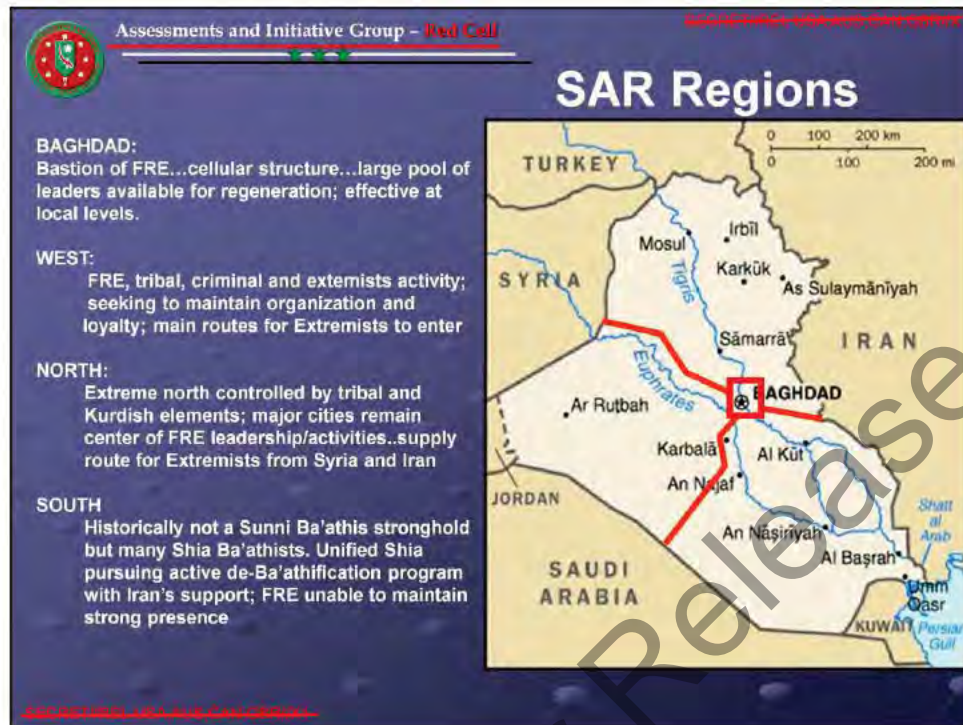 Assessments and Initiative Group – Red Cell
SAR Regions
BAGHDAD:
Bastion of FRE...cellular structure...large pool of
leaders available for regeneration; effective at
local levels.
WEST:
FRE, tribal, criminal and extemists activity;
seeking to maintain organization and
loyalty; main routes for Extremists to enter
NORTH:
Extreme north controlled by tribal and
Kurdish elements; major cities remain
center of FRE leadership/activities..supply
route for Extremists from Syria and Iran
SOUTH
Historically not a Sunni Ba'athis stronghold
but many Shia Ba'athists. Unified Shia
pursuing active de-Ba'athification program
with Iran's support; FRE unable to maintain
strong presence
0 100 200 km
0 100 200 mi
TURKEY
Mosul
Irbīl
Karkūk
As Sulaymānīyah
SYRIA
Tigris
IRAN
Sāmarrā'
Euphrates
BAGHDAD
Ar Ruţbah
Karbalā
Al Kūt
An Najaf
JORDAN
An Nāşirīyah
Shatt
al
Arab
Al Başrah
SAUDI
ARABIA
Umm
Qasr
KUWAIT
Persian
Gulf
Release